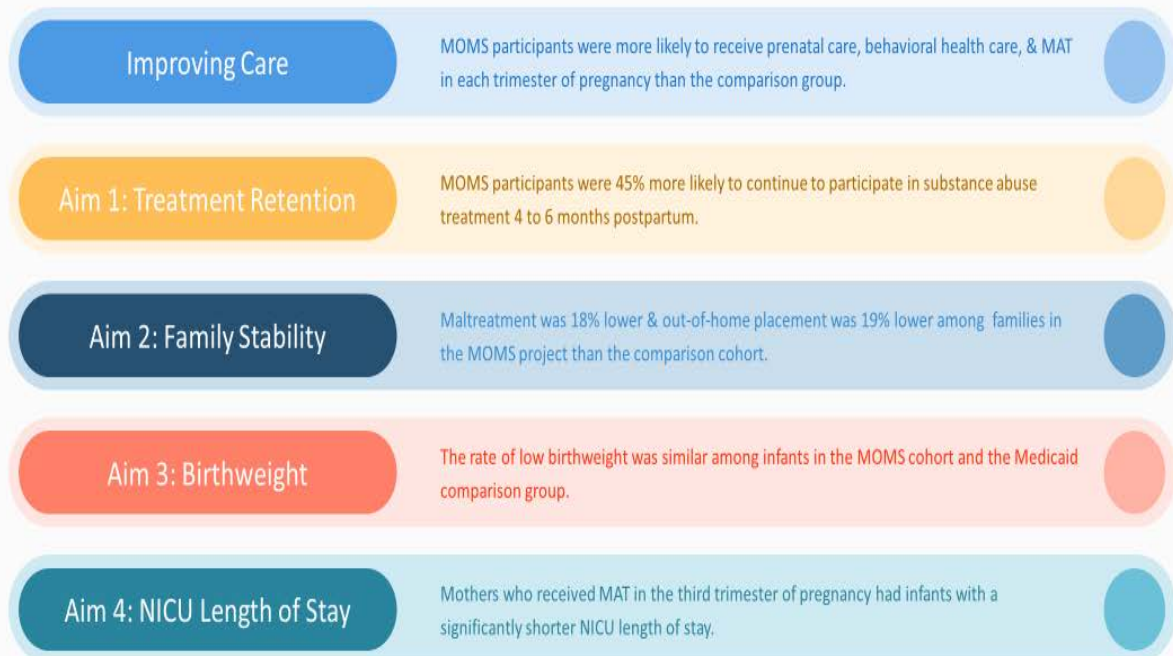 Improving Care
MOMS participants were more likely to receive prenatal care, behavioral health care, & MAT
in each trimester of pregnancy than the comparison group.
Aim 1: Treatment Retention
MOMS participants were 45% more likely to continue to participate in substance abuse
treatment 4 to 6 months postpartum.
Aim 2: Family Stability
Maltreatment was 18% lower & out-of-home placement was 19% lower among families in
the MOMS project than the comparison cohort.
Aim 3: Birthweight
The rate of low birthweight was similar among infants in the MOMS cohort and the Medicaid
comparison group.
Aim 4: NICU Length of Stay
Mothers who received MAT in the third trimester of pregnancy had infants with a
significantly shorter NICU length of stay.